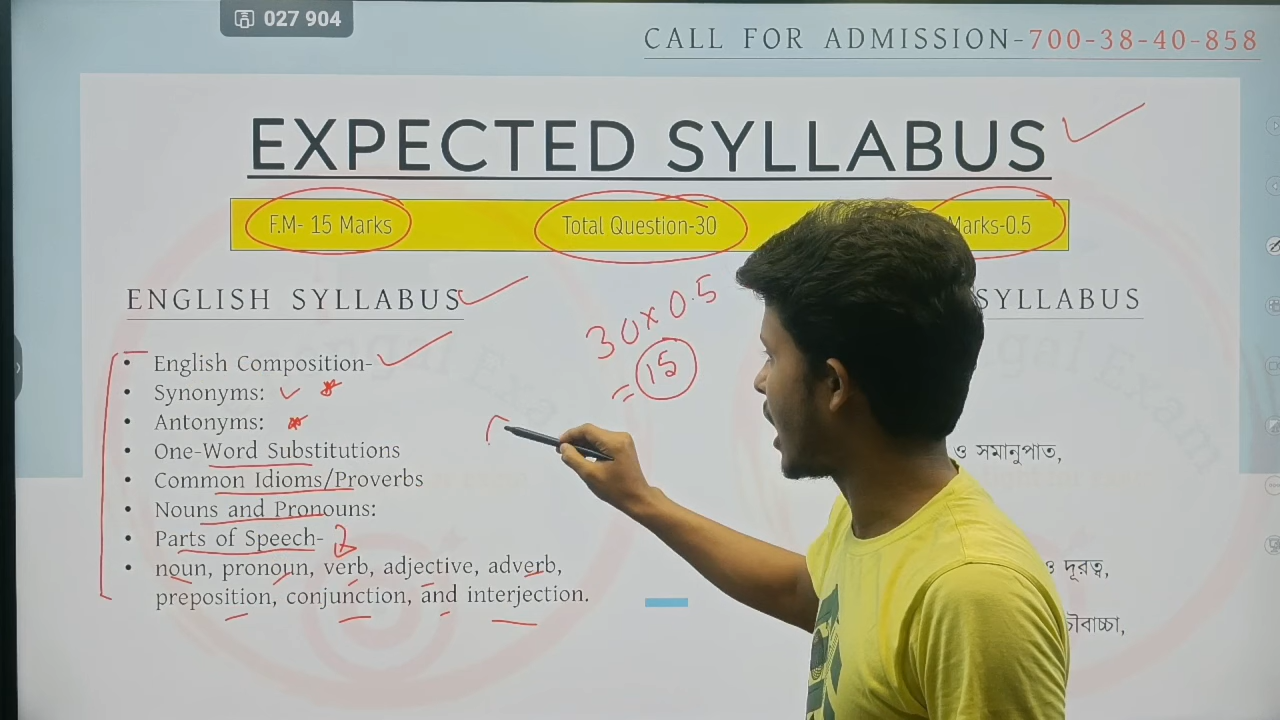 027 904
CALL FOR ADMISSION-700-38-40-858
EXPECTED SYLLABUS
F.M- 15 Marks
Total Question-30
Marks-0.5
ENGLISH SYLLABUS
SYLLABUS
30×0.5
= 15
• English Composition-
• Synonyms:
• Antonyms:
• One-Word Substitutions
• Common Idioms/Proverbs
• Nouns and Pronouns:
• Parts of Speech-
• noun, pronoun, verb, adjective, adverb,
preposition, conjunction, and interjection.
ও সমানুপাত,
ও দূরত্ব,
চৌবাচ্চা,